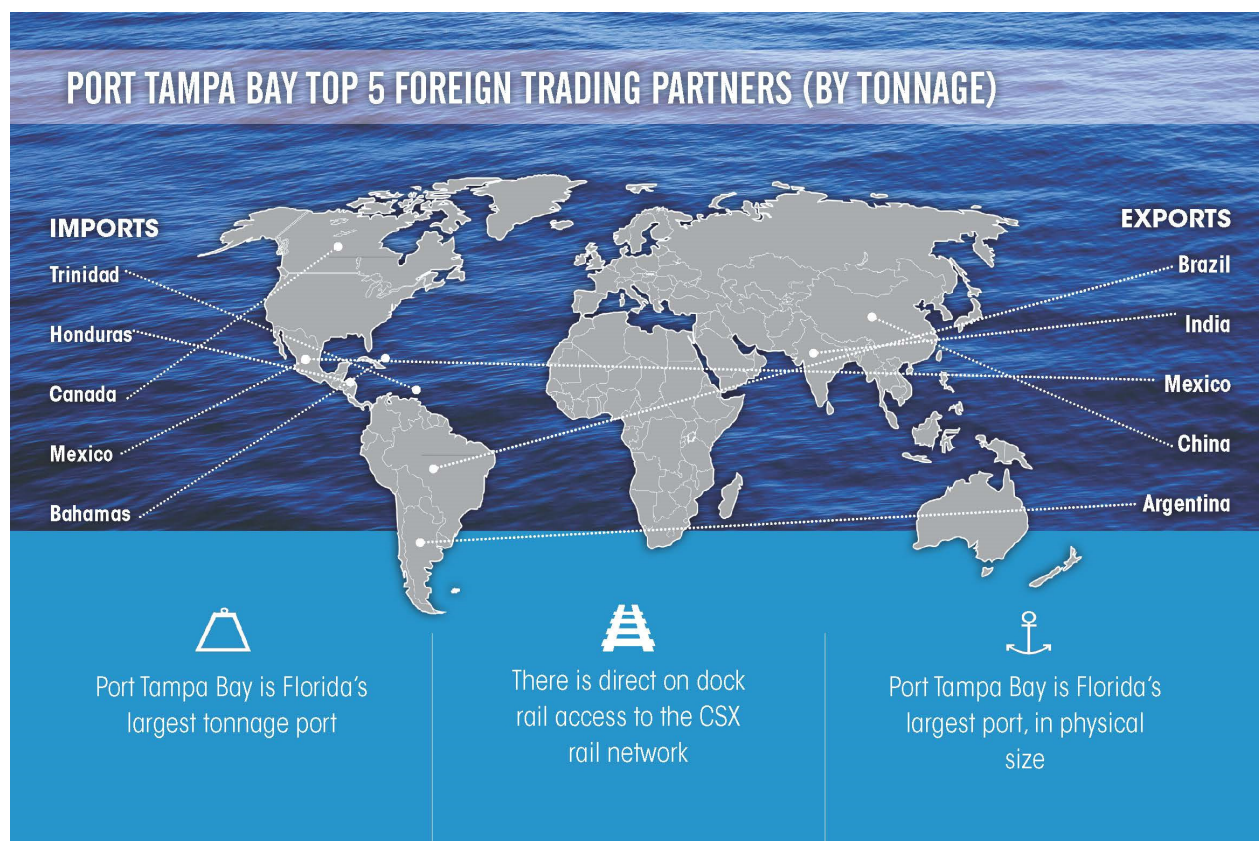 PORT TAMPA BAY TOP 5 FOREIGN TRADING PARTNERS (BY TONNAGE)
IMPORTS
Trinidad
Honduras
Canada
Mexico
Bahamas
EXPORTS
Brazil
India
Mexico
China
Argentina
Port Tampa Bay is Florida's
largest tonnage port
There is direct on dock
rail access to the CSX
rail network
Port Tampa Bay is Florida's
largest port, in physical
size